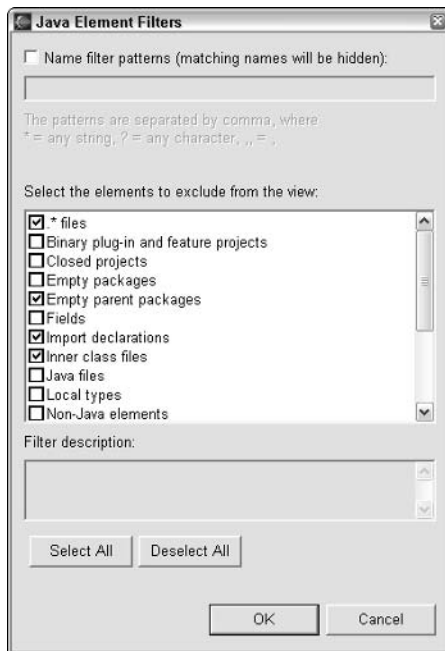 Java Element Filters
Name filter patterns (matching names will be hidden):
The patterns are separated by comma, where
* = any string, ? = any character, ,, = ,
Select the elements to exclude from the view:
.* files
Binary plug-in and feature projects
Closed projects
Empty packages
Empty parent packages
Fields
Import declarations
Inner class files
Java files
Local types
Non-Java elements
Filter description:
Select All
Deselect All
OK
Cancel